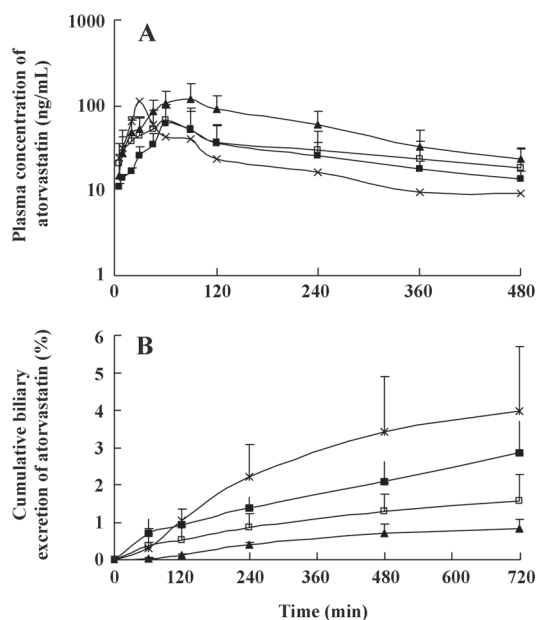 A
Plasma concentration of
atorvastatin (ng/mL)
1000
100
10
1
0 120 240 360 480
B
Cumulative biliary
excretion of atorvastatin (%)
6
5
4
3
2
1
0
0 120 240 360 480 600 720
Time (min)